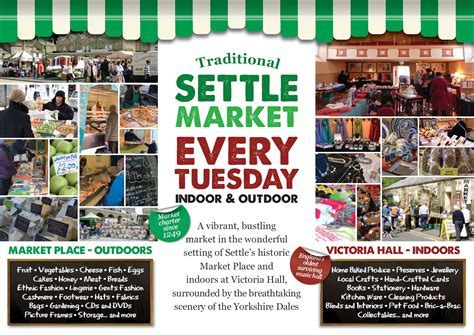 Traditional
SETTLE
MARKET
EVERY
TUESDAY
INDOOR & OUTDOOR
Market
charter
since
1249
A vibrant, bustling
market in the wonderful
setting of Settle's historic
Market Place and
indoors at Victoria Hall,
surrounded by the breathtaking
scenery of the Yorkshire Dales
England's
oldest
surviving
music hall
MARKET PLACE - OUTDOORS
Fruit • Vegetables • Cheese • Fish • Eggs
Cakes • Honey • Meat • Breads
Ethnic Fashion • Lingerie • Gents Fashion
Cashmere • Footwear • Hats • Fabrics
Bags • Gardening • CDs and DVDs
Picture Frames • Storage... and more
VICTORIA HALL - INDOORS
Home Baked Produce • Preserves • Jewellery
Local Crafts • Hand-Crafted Cards
Books • Stationery • Hardware
Kitchen Ware • Cleaning Products
Blinds and Interiors • Pet Food • Bric-a-Brac
Collectables... and more